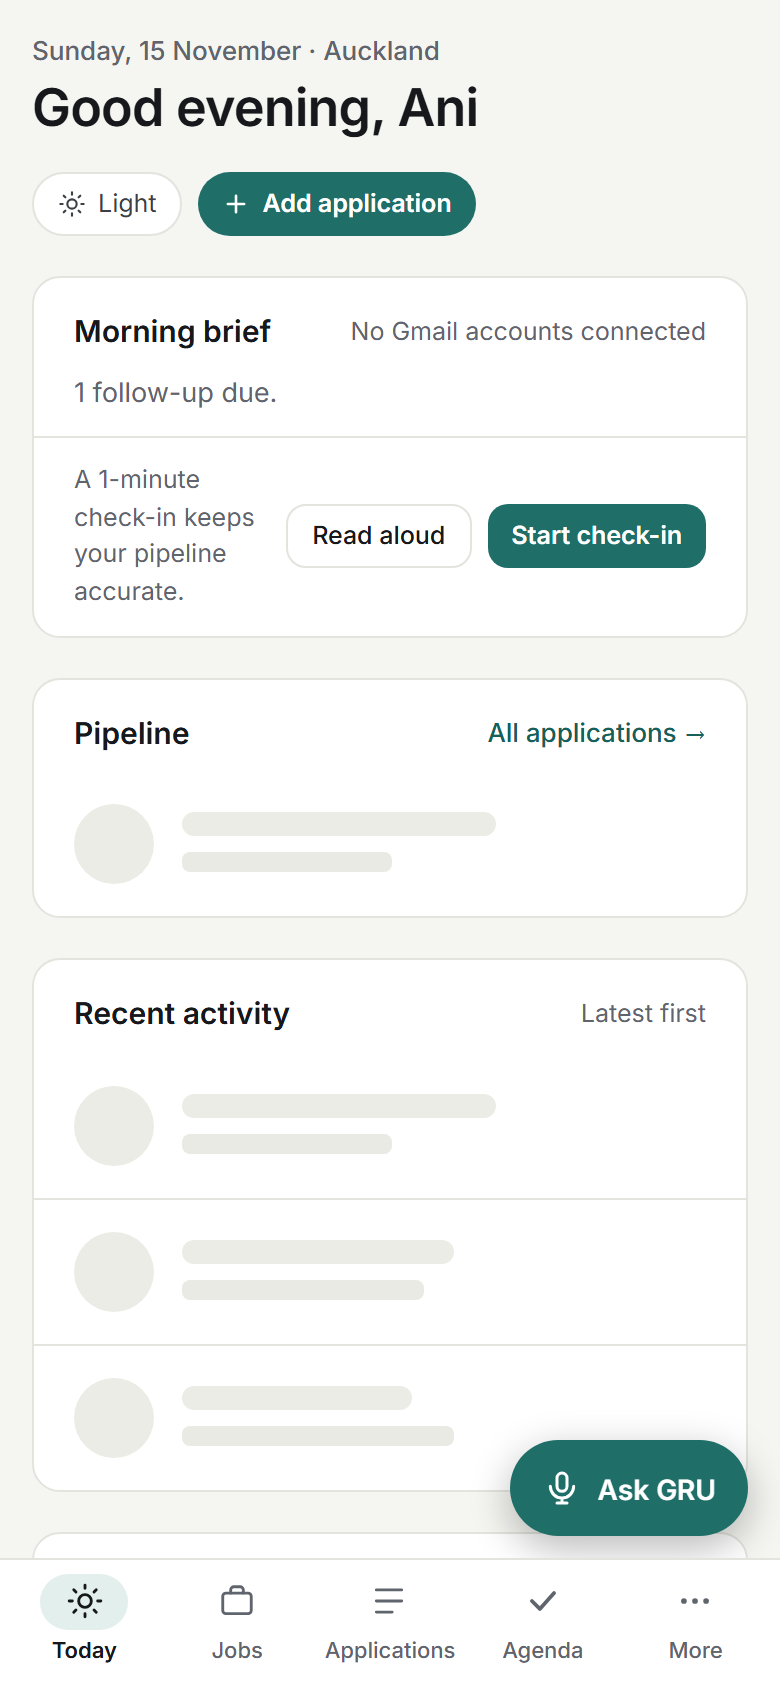 Sunday, 15 November · Auckland
Good evening, Ani
Light
+ Add application
Morning brief
No Gmail accounts connected
1 follow-up due.
A 1-minute
check-in keeps
your pipeline
accurate.
Read aloud
Start check-in
Pipeline
All applications →
Recent activity
Latest first
Ask GRU
Today
Jobs
Applications
Agenda
More